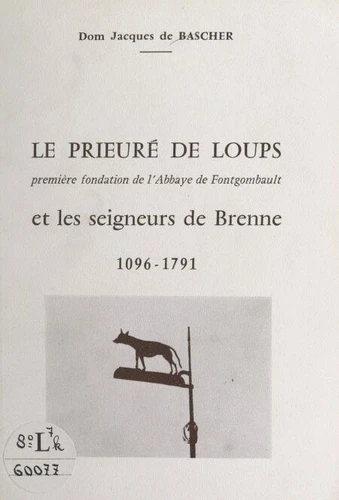 Dom Jacques de BASCHER
LE PRIEURÉ DE LOUPS
première fondation de l'Abbaye de Fontgombault
et les seigneurs de Brenne
1096-1791
8º L⁷k
60077